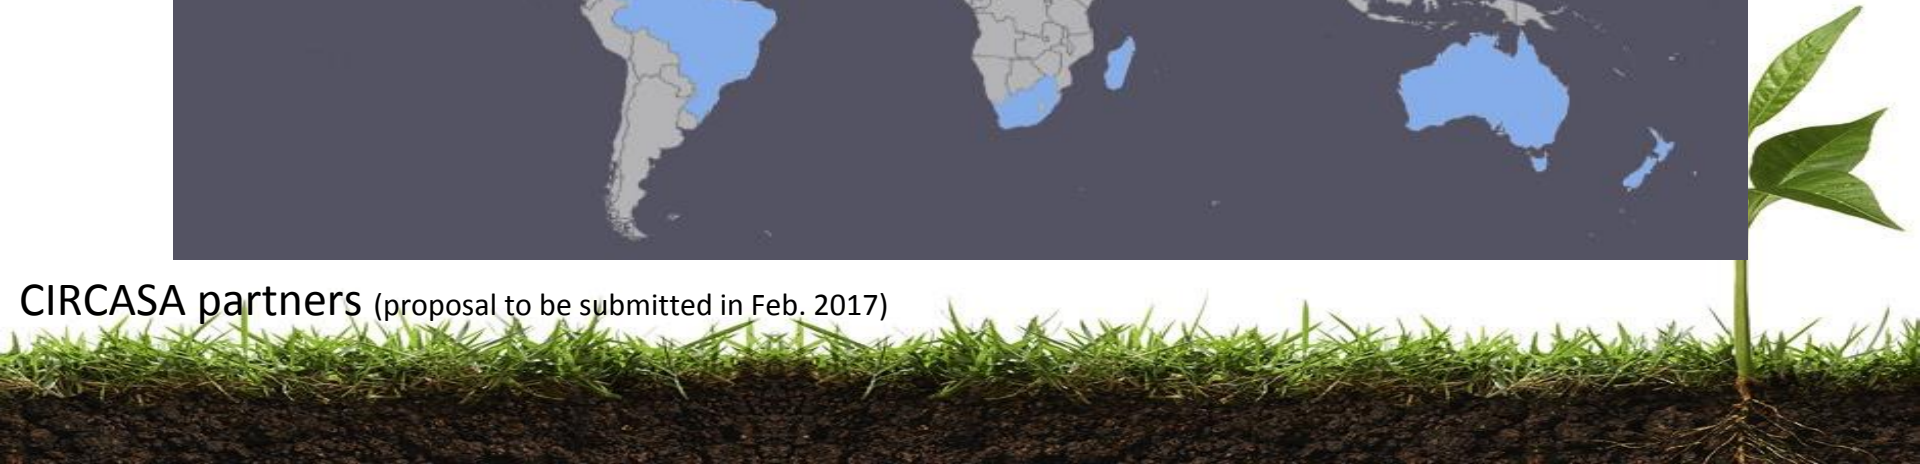 CIRCASA partners (proposal to be submitted in Feb. 2017)